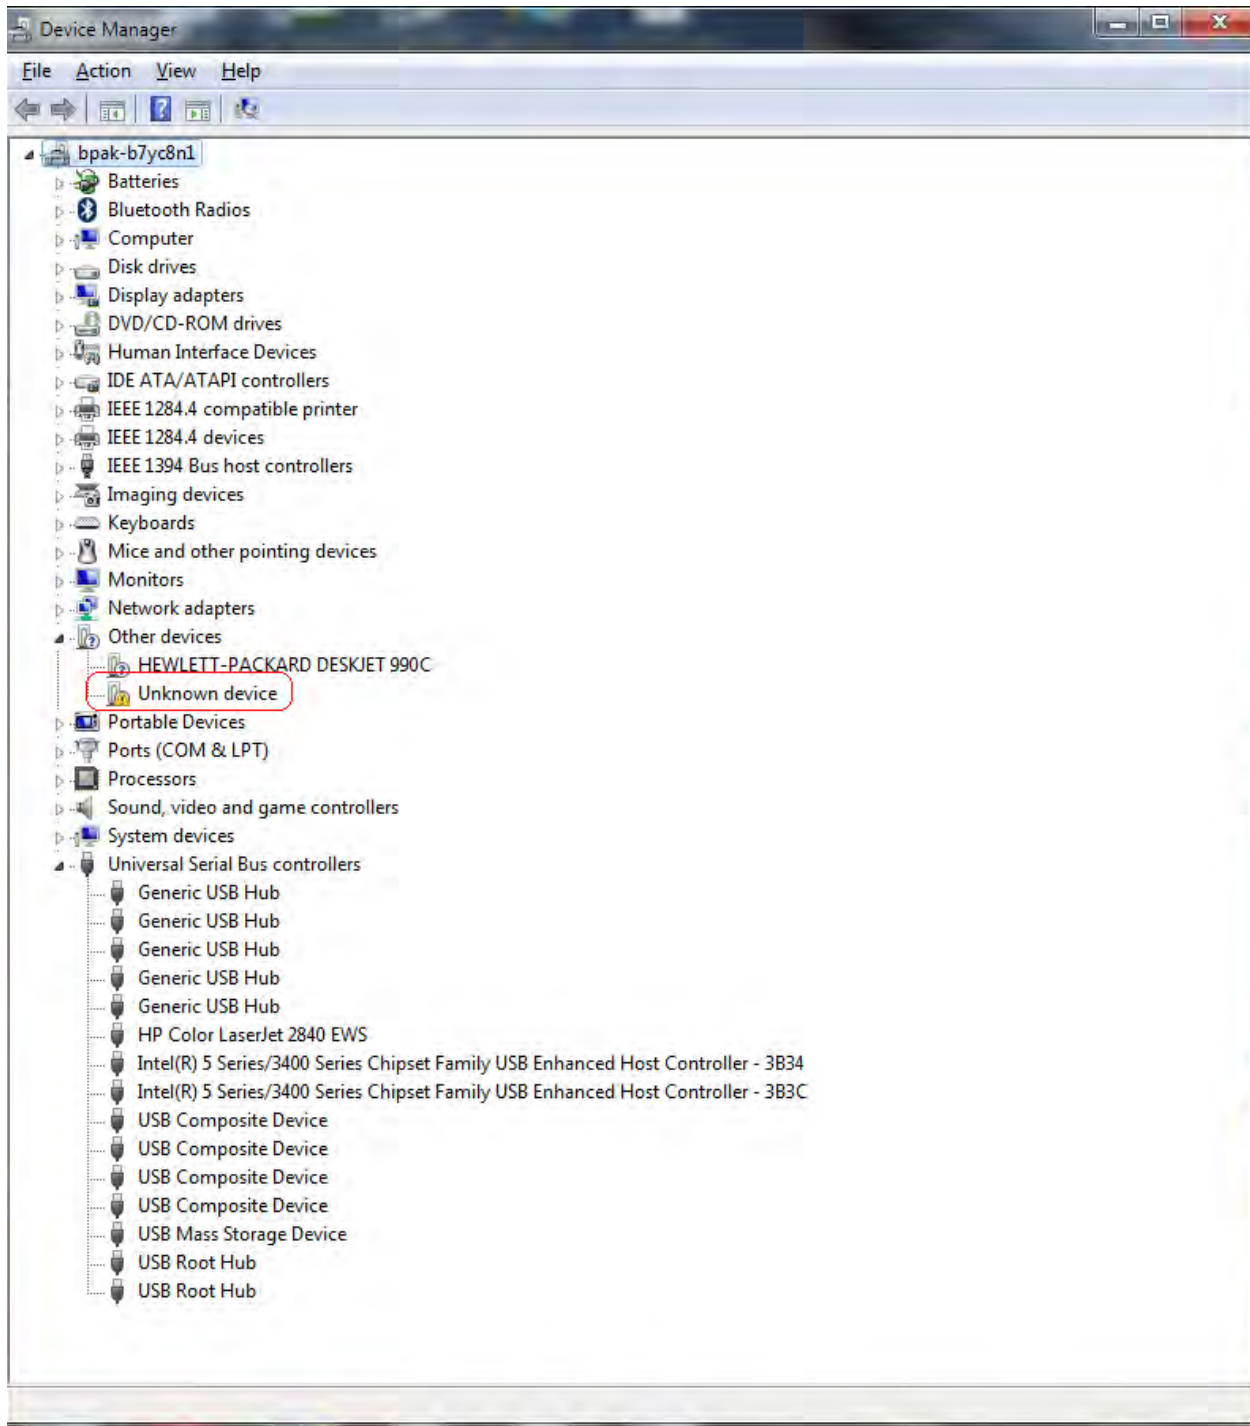 Device Manager
File Action View Help
bpak-b7yc8n1
Batteries
Bluetooth Radios
Computer
Disk drives
Display adapters
DVD/CD-ROM drives
Human Interface Devices
IDE ATA/ATAPI controllers
IEEE 1284.4 compatible printer
IEEE 1284.4 devices
IEEE 1394 Bus host controllers
Imaging devices
Keyboards
Mice and other pointing devices
Monitors
Network adapters
Other devices
HEWLETT-PACKARD DESKJET 990C
Unknown device
Portable Devices
Ports (COM & LPT)
Processors
Sound, video and game controllers
System devices
Universal Serial Bus controllers
Generic USB Hub
Generic USB Hub
Generic USB Hub
Generic USB Hub
Generic USB Hub
HP Color LaserJet 2840 EWS
Intel(R) 5 Series/3400 Series Chipset Family USB Enhanced Host Controller - 3B34
Intel(R) 5 Series/3400 Series Chipset Family USB Enhanced Host Controller - 3B3C
USB Composite Device
USB Composite Device
USB Composite Device
USB Composite Device
USB Mass Storage Device
USB Root Hub
USB Root Hub